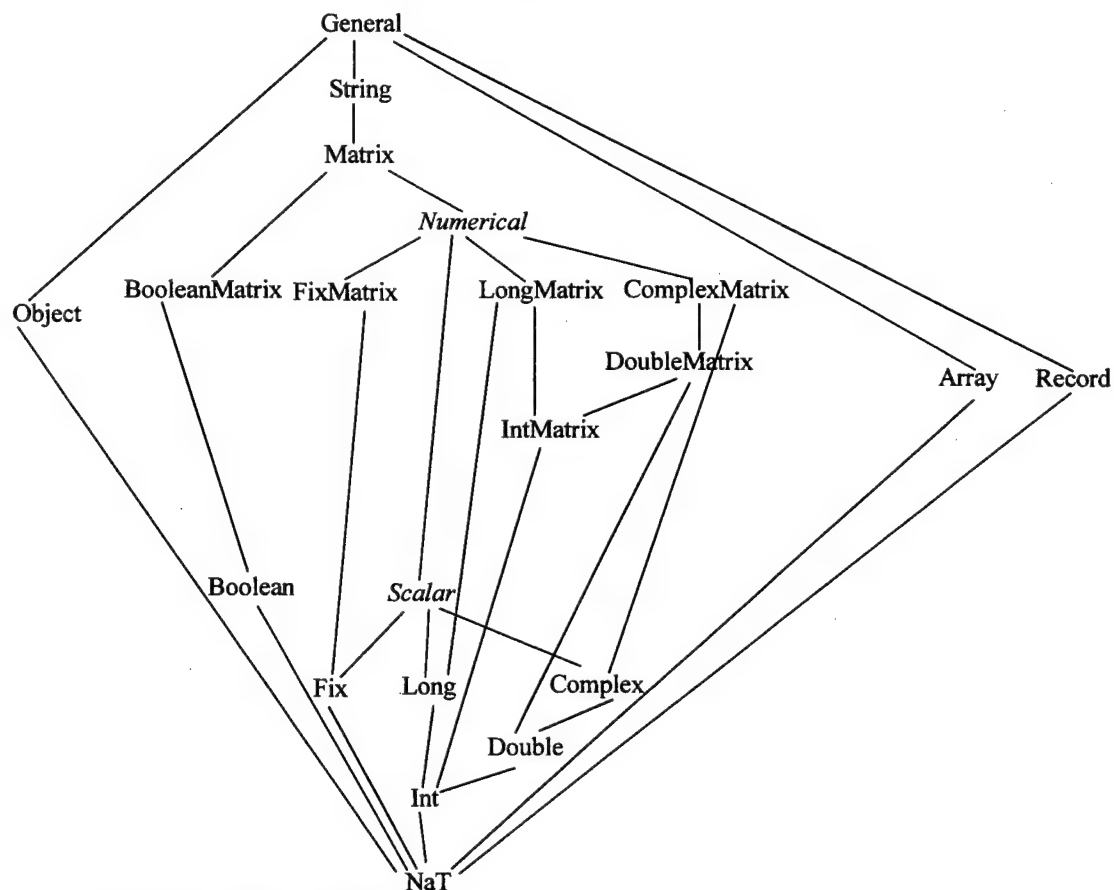 General
String
Matrix
Numerical
BooleanMatrix FixMatrix LongMatrix ComplexMatrix
Object
DoubleMatrix
Array Record
IntMatrix
Boolean
Scalar
Fix Long Complex
Double
Int
NaT